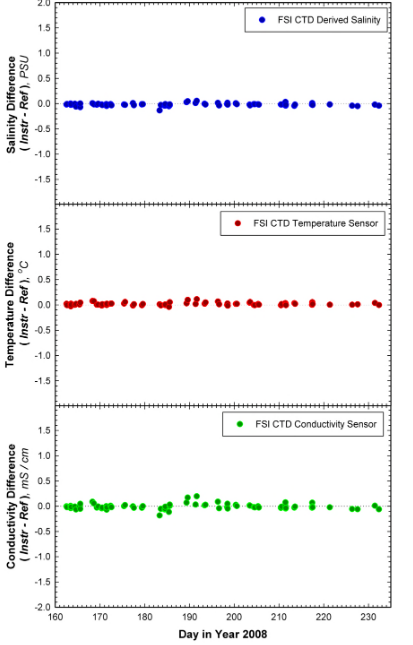 2.0
1.5
1.0
0.5
0.0
-0.5
-1.0
-1.5
Salinity Difference
( Instr - Ref ), PSU
FSI CTD Derived Salinity
1.5
1.0
0.5
0.0
-0.5
-1.0
-1.5
Temperature Difference
( Instr - Ref ), °C
FSI CTD Temperature Sensor
1.5
1.0
0.5
0.0
-0.5
-1.0
-1.5
-2.0
Conductivity Difference
( Instr - Ref ), mS / cm
FSI CTD Conductivity Sensor
160 170 180 190 200 210 220 230
Day in Year 2008